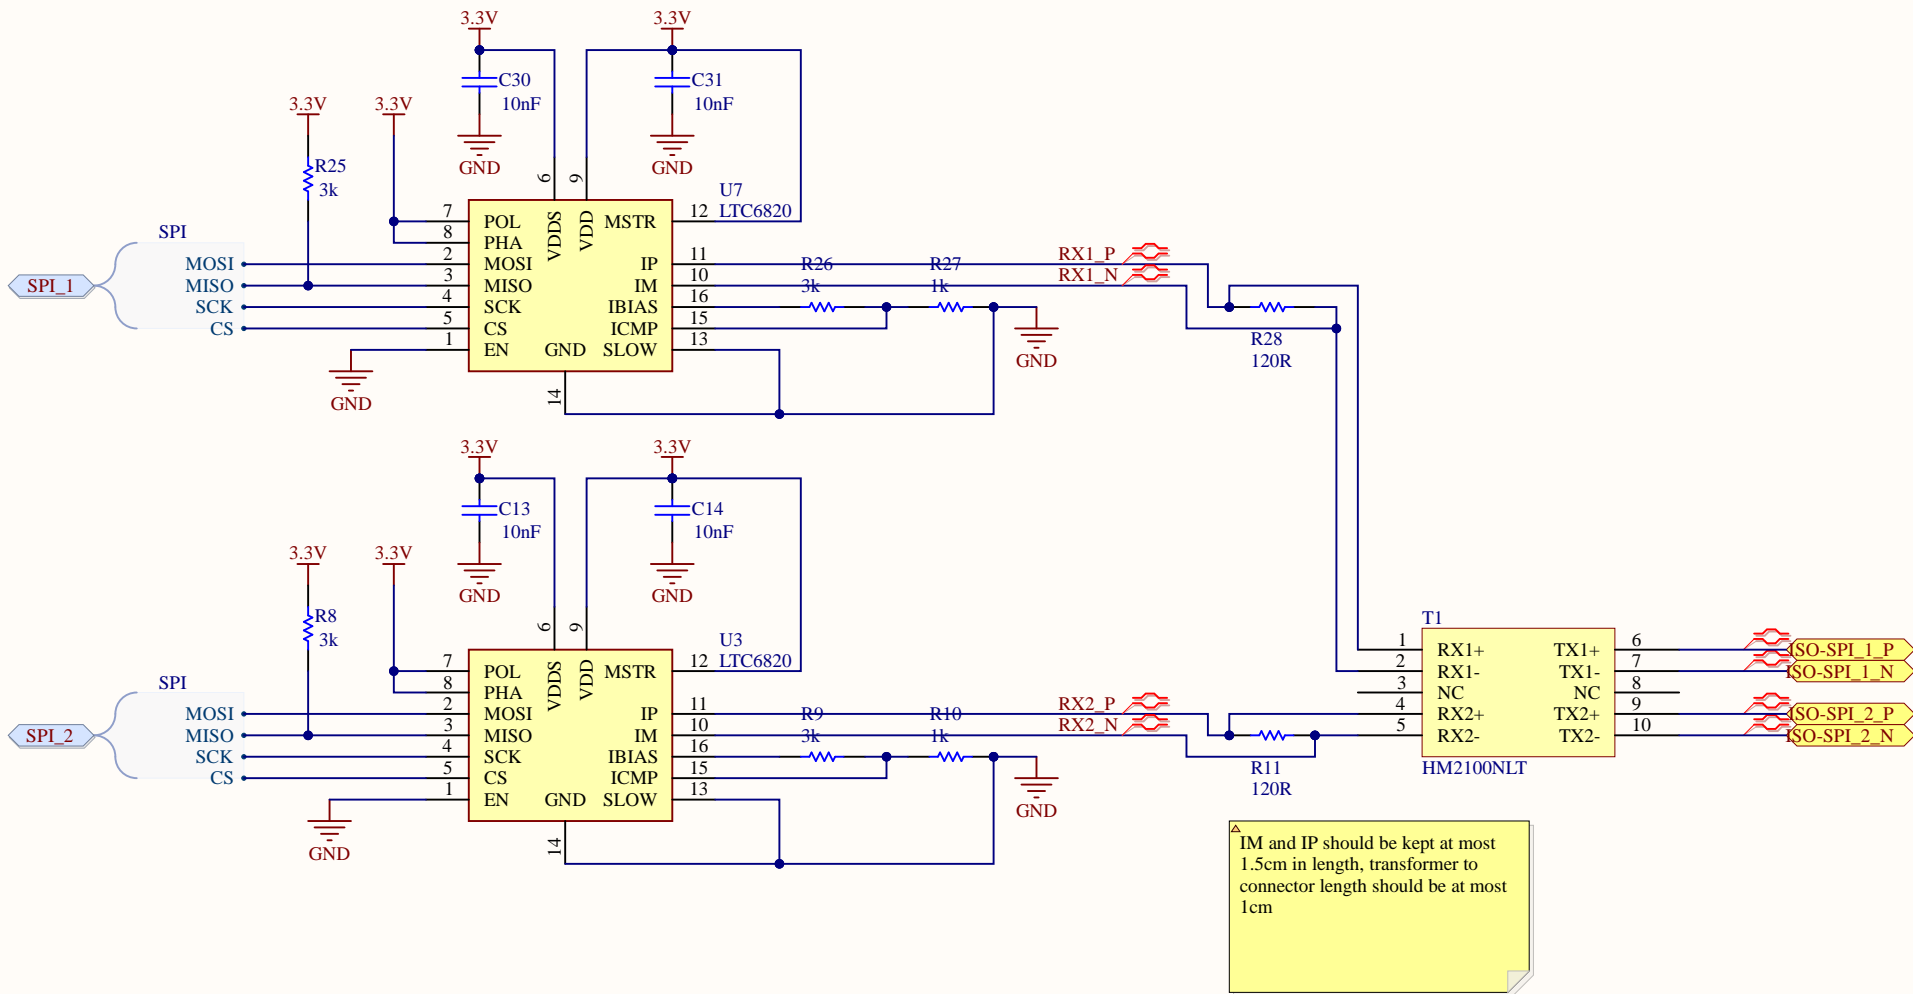 3.3V
3.3V
C30
10nF
C31
10nF
3.3V
3.3V
GND
GND
R25
3k
6
9
U7
LTC6820
SPI
SPI_1
MOSI
MISO
SCK
CS
7
8
2
3
4
5
1
POL
PHA
MOSI
MISO
SCK
CS
EN
VDDS
VDD
GND
MSTR
IP
IM
IBIAS
ICMP
SLOW
12
11
10
16
15
13
14
GND
R26
3k
R27
1k
GND
RX1_P
RX1_N
R28
120R
3.3V
3.3V
C13
10nF
C14
10nF
3.3V
3.3V
GND
GND
R8
3k
6
9
U3
LTC6820
SPI
SPI_2
MOSI
MISO
SCK
CS
7
8
2
3
4
5
1
POL
PHA
MOSI
MISO
SCK
CS
EN
VDDS
VDD
GND
MSTR
IP
IM
IBIAS
ICMP
SLOW
12
11
10
16
15
13
14
GND
R9
3k
R10
1k
GND
RX2_P
RX2_N
R11
120R
T1
1
2
3
4
5
RX1+
RX1-
NC
RX2+
RX2-
TX1+
TX1-
NC
TX2+
TX2-
6
7
8
9
10
HM2100NLT
ISO-SPI_1_P
ISO-SPI_1_N
ISO-SPI_2_P
ISO-SPI_2_N
IM and IP should be kept at most
1.5cm in length, transformer to
connector length should be at most
1cm